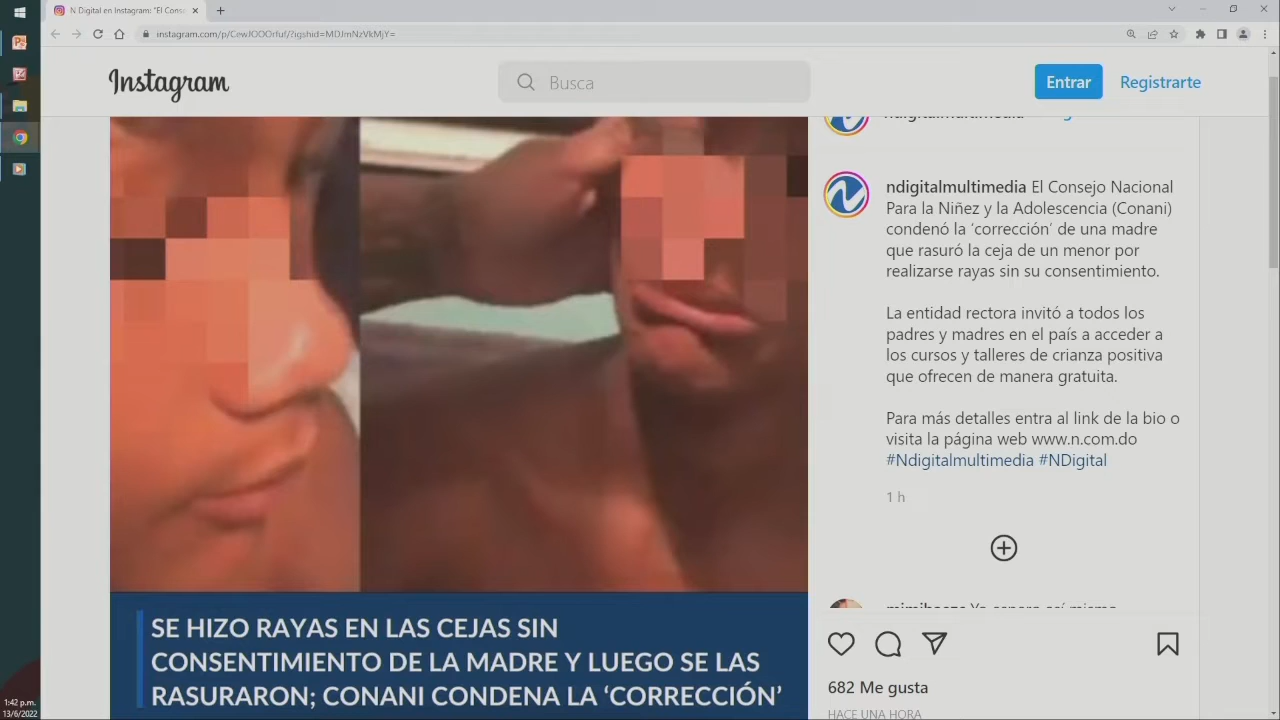 N Digital en Instagram: "El Conse
instagram.com/p/CewJOOOrfuf/?igshid=MDJmNzVkMjY=
Instagram
Busca
Entrar
Registrarte
ndigitalmultimedia
ndigitalmultimedia El Consejo Nacional
Para la Niñez y la Adolescencia (Conani)
condenó la ‘corrección’ de una madre
que rasuró la ceja de un menor por
realizarse rayas sin su consentimiento.
La entidad rectora invitó a todos los
padres y madres en el país a acceder a
los cursos y talleres de crianza positiva
que ofrecen de manera gratuita.
Para más detalles entra al link de la bio o
visita la página web www.n.com.do
#Ndigitalmultimedia #NDigital
1 h
SE HIZO RAYAS EN LAS CEJAS SIN
CONSENTIMIENTO DE LA MADRE Y LUEGO SE LAS
RASURARON; CONANI CONDENA LA ‘CORRECCIÓN’
682 Me gusta
HACE UNA HORA
1:42 p.m.
13/6/2022